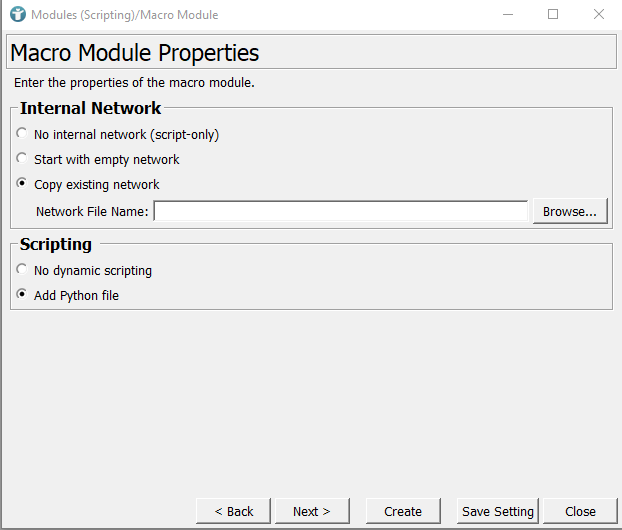 Modules (Scripting)/Macro Module
Macro Module Properties
Enter the properties of the macro module.
Internal Network
No internal network (script-only)
Start with empty network
Copy existing network
Network File Name:
Browse...
Scripting
No dynamic scripting
Add Python file
< Back Next > Create Save Setting Close